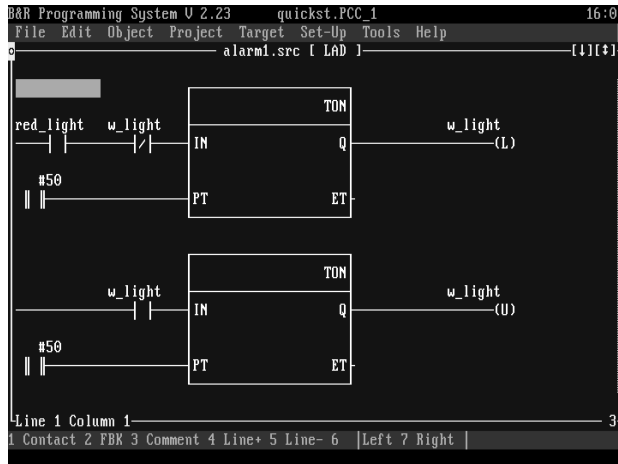 B&R Programming System V 2.23 quickst.PCC_1 16:0
File Edit Object Project Target Set-Up Tools Help
alarm1.src [ LAD ] [↓][↕]
TON
red_light w_light w_light
IN Q (L)
#50
PT ET
TON
w_light w_light
IN Q (U)
#50
PT ET
Line 1 Column 1 3
1 Contact 2 FBK 3 Comment 4 Line+ 5 Line- 6 |Left 7 Right |